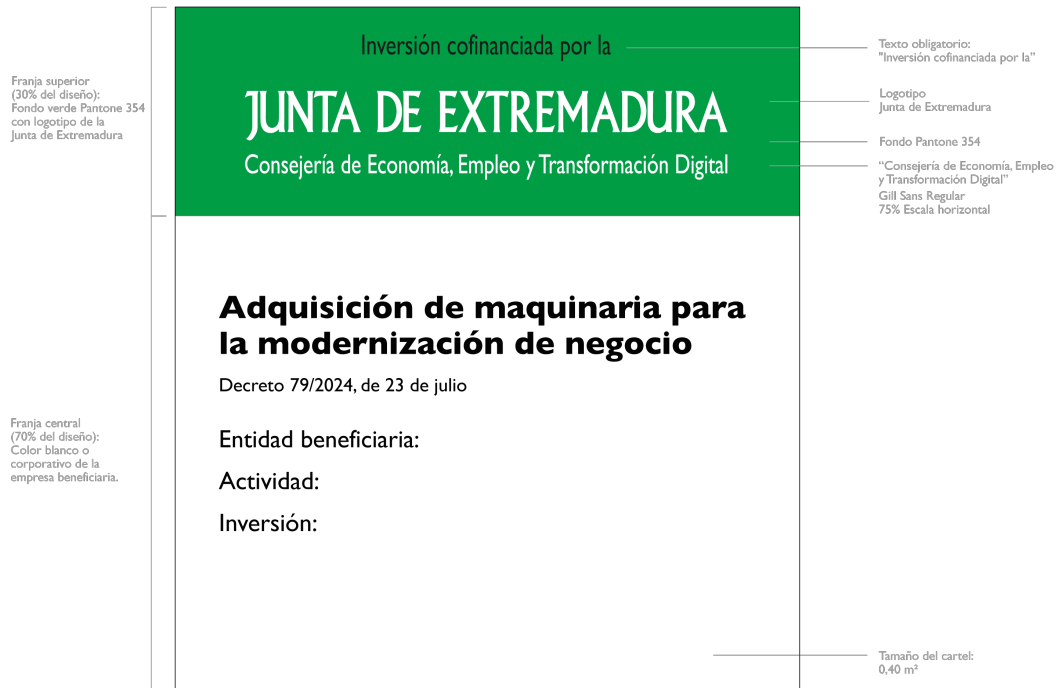 Inversión cofinanciada por la
JUNTA DE EXTREMADURA
Consejería de Economía, Empleo y Transformación Digital
Franja superior
(30% del diseño):
Fondo verde Pantone 354
con logotipo de la
Junta de Extremadura
Texto obligatorio:
"Inversión cofinanciada por la”
Logotipo
Junta de Extremadura
Fondo Pantone 354
“Consejería de Economía, Empleo
y Transformación Digital”
Gill Sans Regular
75% Escala horizontal
Adquisición de maquinaria para
la modernización de negocio
Decreto 79/2024, de 23 de julio
Entidad beneficiaria:
Actividad:
Inversión:
Franja central
(70% del diseño):
Color blanco o
corporativo de la
empresa beneficiaria.
Tamaño del cartel:
0,40 m²